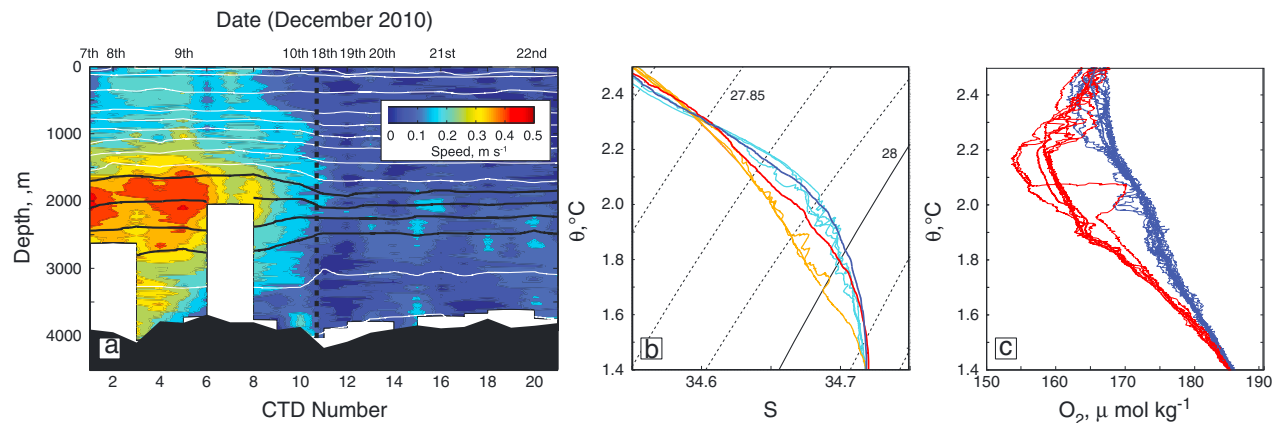 Date (December 2010)
7th 8th 9th 10th 18th 19th 20th 21st 22nd
0
1000
2000
3000
4000
Depth, ,m
0 0.1 0.2 0.3 0.4 0.5
Speed, m s-1
a
2 4 6 8 10 12 14 16 18 20
CTD Number
2.4
2.2
2.0
1.8
1.6
1.4
θ,°C
27.85
28
b
34.6 34.7
S
2.4
2.2
2.0
1.8
1.6
1.4
θ,°C
c
150 160 170 180 190
O2, μ mol kg-1